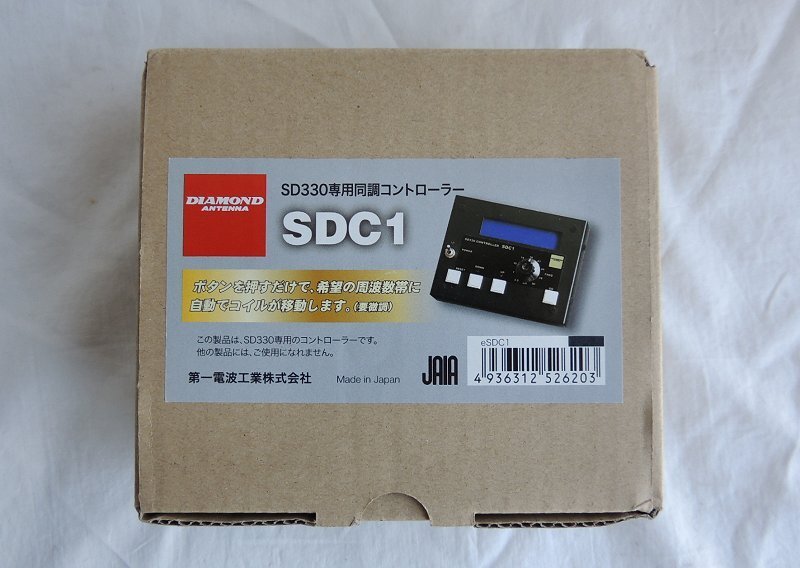 DIAMOND
ANTENNA
SD330専用同調コントローラー
SDC1
ボタンを押すだけで、希望の周波数帯に
自動でコイルが移動します。(要微調)
この製品は、SD330専用のコントローラーです。
他の製品には、ご使用になれません。
第一電波工業株式会社
Made in Japan
JAIA
eSDC1
4 936312 526203
SD330 CONTROLLER SDC1
POWER